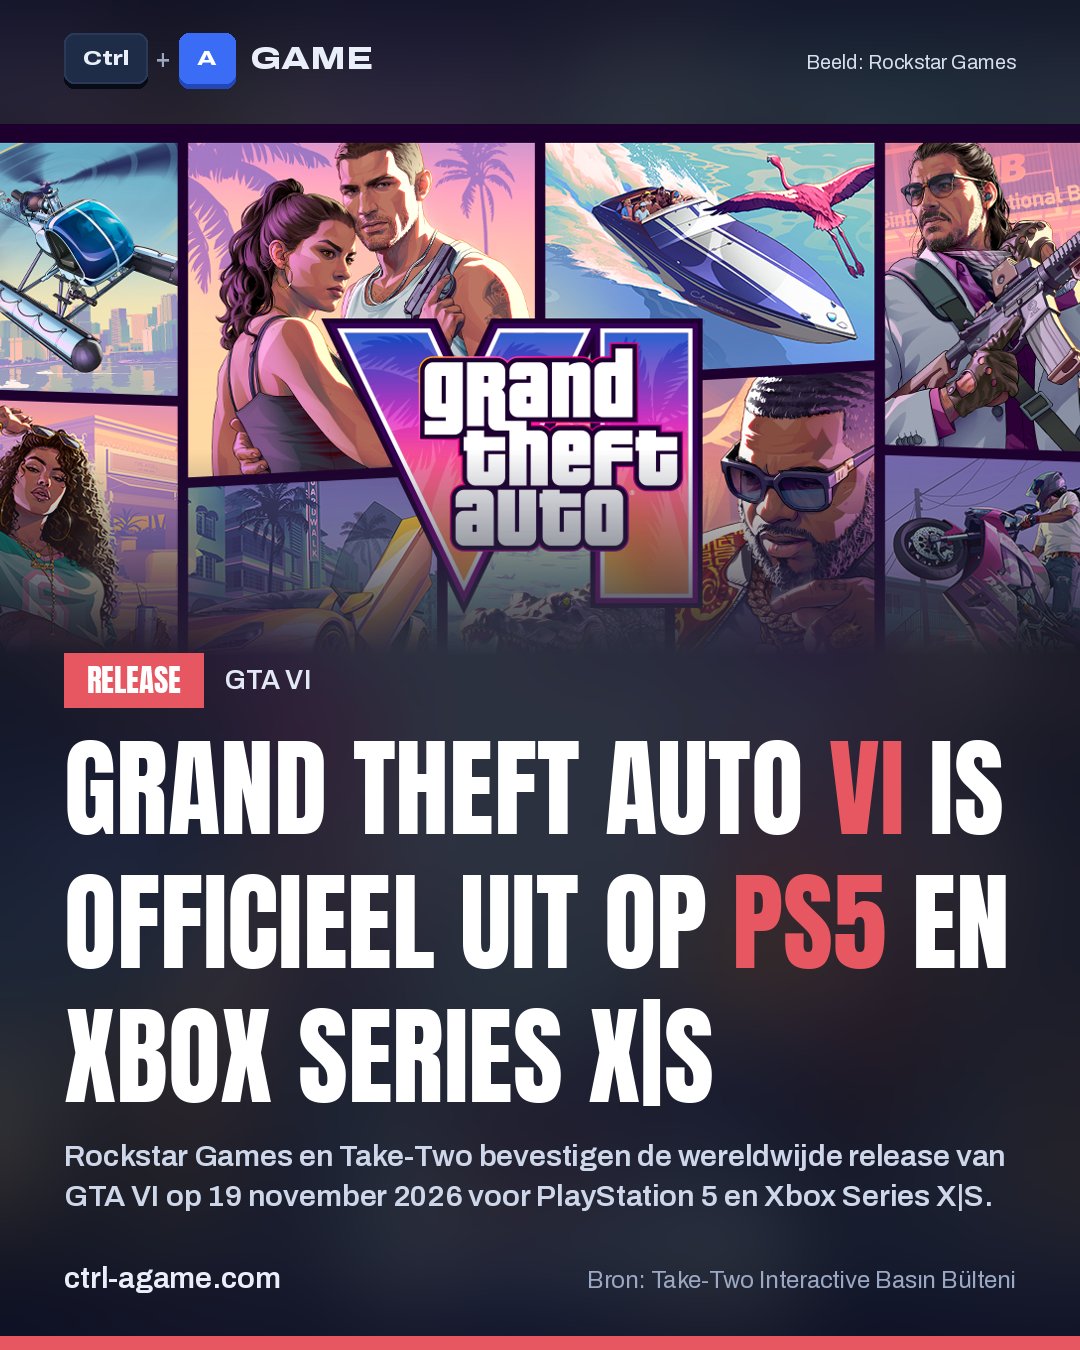 Ctrl + A GAME
Beeld: Rockstar Games
VI
grand
theft
auto
RELEASE
GTA VI
GRAND THEFT AUTO VI IS
OFFICIEEL UIT OP PS5 EN
XBOX SERIES X|S
Rockstar Games en Take-Two bevestigen de wereldwijde release van
GTA VI op 19 november 2026 voor PlayStation 5 en Xbox Series X|S.
ctrl-agame.com
Bron: Take-Two Interactive Basın Bülteni